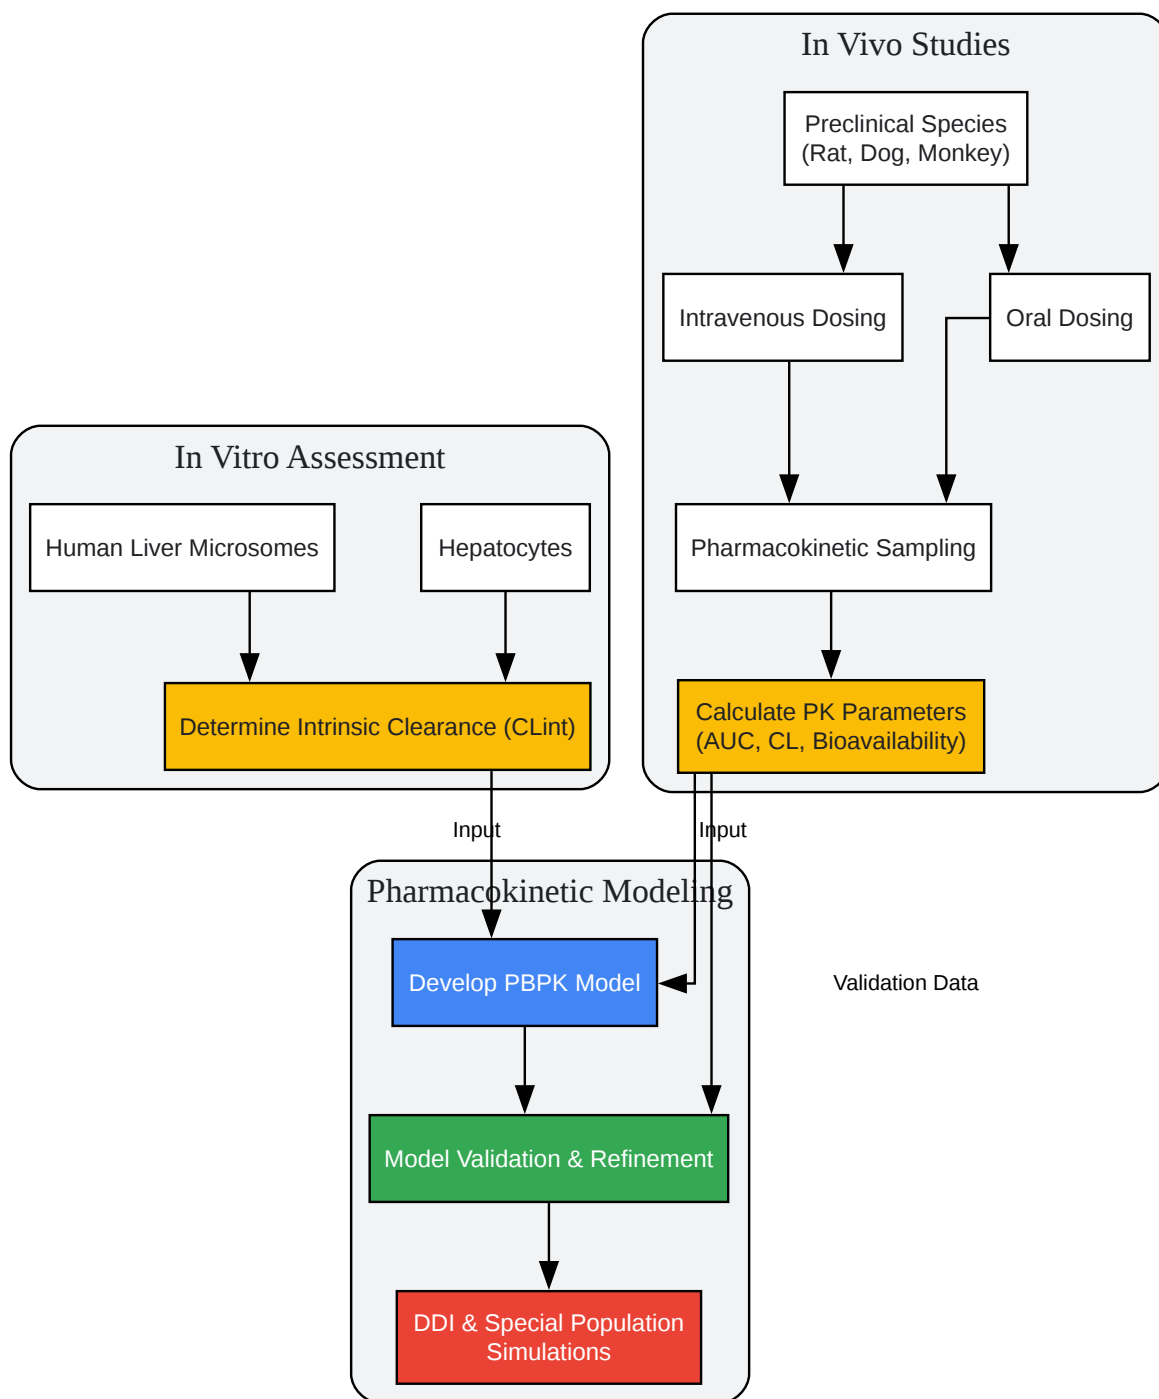 In Vivo Studies
Preclinical Species
(Rat, Dog, Monkey)
Intravenous Dosing
Oral Dosing
In Vitro Assessment
Human Liver Microsomes
Hepatocytes
Pharmacokinetic Sampling
Determine Intrinsic Clearance (CLint)
Calculate PK Parameters
(AUC, CL, Bioavailability)
Input
Input
Pharmacokinetic Modeling
Develop PBPK Model
Validation Data
Model Validation & Refinement
DDI & Special Population
Simulations